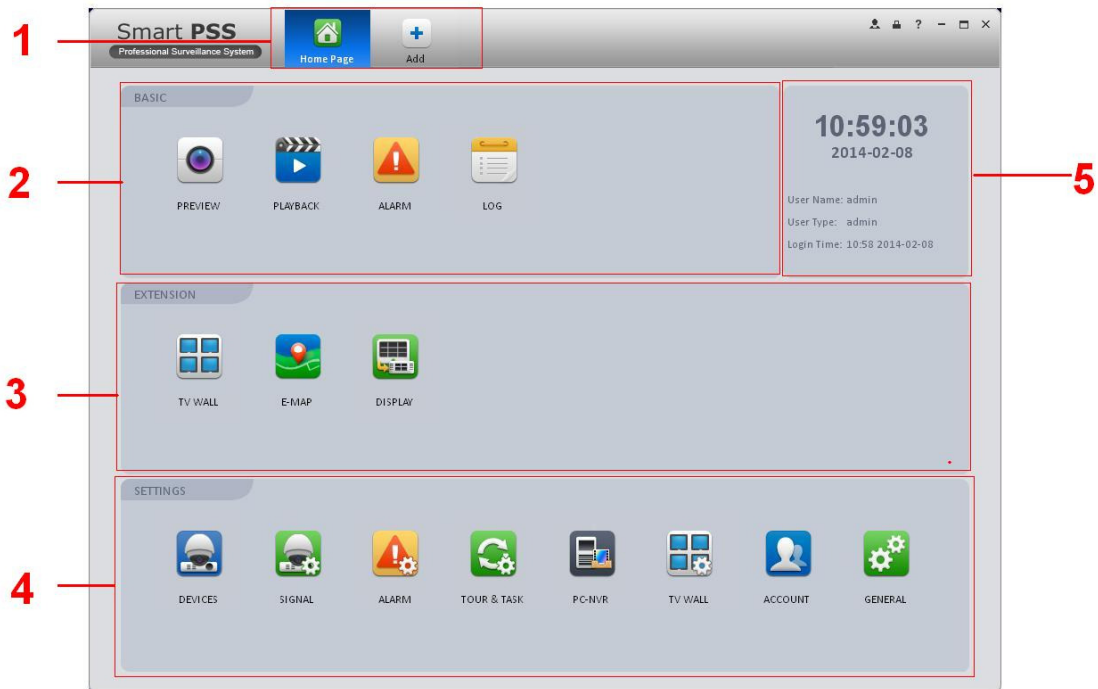 1
Smart PSS
Professional Surveillance System
Home Page
Add
?
2
BASIC
PREVIEW
PLAYBACK
ALARM
LOG
10:59:03
2014-02-08
User Name: admin
User Type: admin
Login Time: 10:58 2014-02-08
5
3
EXTENSION
TV WALL
E-MAP
DISPLAY
4
SETTINGS
DEVICES
SIGNAL
ALARM
TOUR & TASK
PC-NVR
TV WALL
ACCOUNT
GENERAL